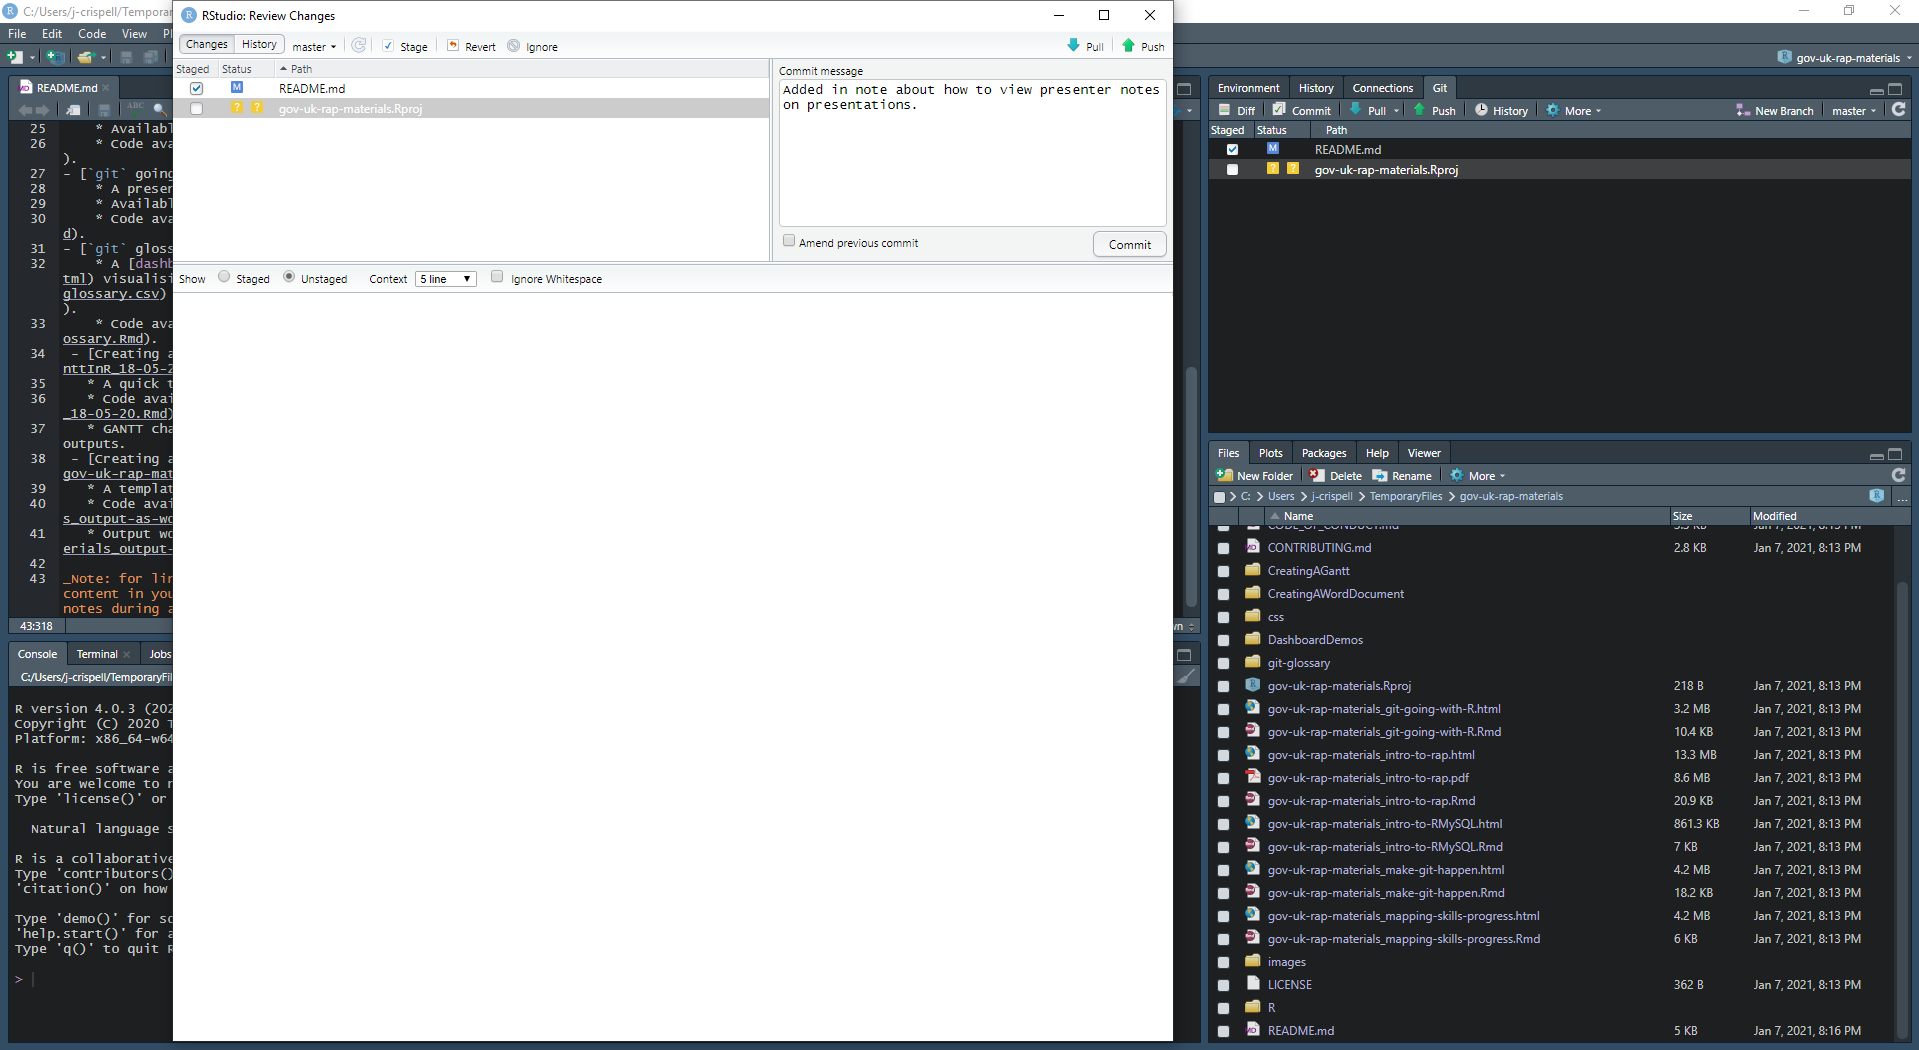 C:/Users/j-crispell/Temporary
File Edit Code View Pl
README.md
25 * Availabl
26 * Code ava
).
27 - [`git` going
28 * A presen
29 * Availabl
30 * Code ava
d).
31 - [`git` gloss
32 * A [dashb
tml) visualisi
glossary.csv)
).
33 * Code ava
ossary.Rmd).
34 - [Creating a
nttInR_18-05-2
35 * A quick t
36 * Code avai
_18-05-20.Rmd)
37 * GANTT cha
outputs.
38 - [Creating a
gov-uk-rap-mat
39 * A templat
40 * Code avai
s_output-as-wo
41 * Output wo
erials_output-
42
43 _Note: for lin
content in you
notes during a
43:318
wn
Console Terminal Jobs
C:/Users/j-crispell/TemporaryFil
R version 4.0.3 (202
Copyright (C) 2020 T
Platform: x86_64-w64
R is free software a
You are welcome to r
Type 'license()' or
Natural language s
R is a collaborative
Type 'contributors()
'citation()' on how
Type 'demo()' for so
'help.start()' for a
Type 'q()' to quit R
>
RStudio: Review Changes
Changes History master Stage Revert Ignore Pull Push
Staged Status Path
M README.md
? ? gov-uk-rap-materials.Rproj
Commit message
Added in note about how to view presenter notes
on presentations.
Amend previous commit Commit
Show Staged Unstaged Context 5 line Ignore Whitespace
gov-uk-rap-materials
Environment History Connections Git
Diff Commit Pull Push History More New Branch master
Staged Status Path
M README.md
? ? gov-uk-rap-materials.Rproj
Files Plots Packages Help Viewer
New Folder Delete Rename More
C: Users j-crispell TemporaryFiles gov-uk-rap-materials ...
Name Size Modified
CODE_OF_CONDUCT.md 3.3 KB Jan 7, 2021, 8:13 PM
CONTRIBUTING.md 2.8 KB Jan 7, 2021, 8:13 PM
CreatingAGantt
CreatingAWordDocument
css
DashboardDemos
git-glossary
gov-uk-rap-materials.Rproj 218 B Jan 7, 2021, 8:13 PM
gov-uk-rap-materials_git-going-with-R.html 3.2 MB Jan 7, 2021, 8:13 PM
gov-uk-rap-materials_git-going-with-R.Rmd 10.4 KB Jan 7, 2021, 8:13 PM
gov-uk-rap-materials_intro-to-rap.html 13.3 MB Jan 7, 2021, 8:13 PM
gov-uk-rap-materials_intro-to-rap.pdf 8.6 MB Jan 7, 2021, 8:13 PM
gov-uk-rap-materials_intro-to-rap.Rmd 20.9 KB Jan 7, 2021, 8:13 PM
gov-uk-rap-materials_intro-to-RMySQL.html 861.3 KB Jan 7, 2021, 8:13 PM
gov-uk-rap-materials_intro-to-RMySQL.Rmd 7 KB Jan 7, 2021, 8:13 PM
gov-uk-rap-materials_make-git-happen.html 4.2 MB Jan 7, 2021, 8:13 PM
gov-uk-rap-materials_make-git-happen.Rmd 18.2 KB Jan 7, 2021, 8:13 PM
gov-uk-rap-materials_mapping-skills-progress.html 4.2 MB Jan 7, 2021, 8:13 PM
gov-uk-rap-materials_mapping-skills-progress.Rmd 6 KB Jan 7, 2021, 8:13 PM
images
LICENSE 362 B Jan 7, 2021, 8:13 PM
R
README.md 5 KB Jan 7, 2021, 8:16 PM